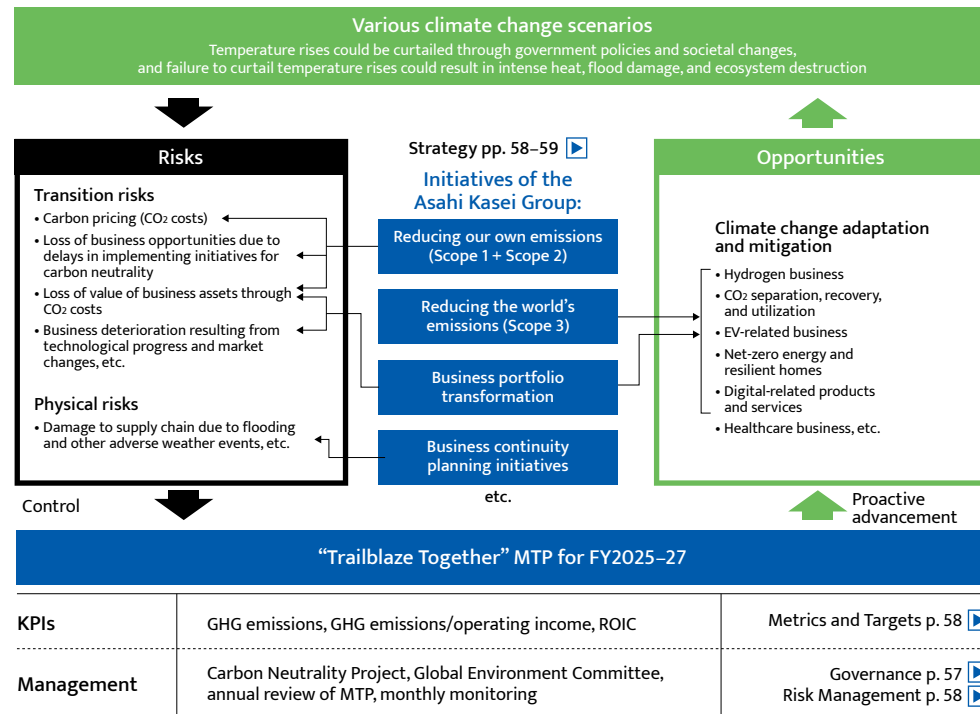 Various climate change scenarios
Temperature rises could be curtailed through government policies and societal changes,
and failure to curtail temperature rises could result in intense heat, flood damage, and ecosystem destruction
Risks
Transition risks
• Carbon pricing (CO₂ costs)
• Loss of business opportunities due to
delays in implementing initiatives for
carbon neutrality
• Loss of value of business assets through
CO₂ costs
• Business deterioration resulting from
technological progress and market
changes, etc.
Physical risks
• Damage to supply chain due to flooding
and other adverse weather events, etc.
Strategy pp. 58–59
Initiatives of the
Asahi Kasei Group:
Reducing our own emissions
(Scope 1 + Scope 2)
Reducing the world's
emissions (Scope 3)
Business portfolio
transformation
Business continuity
planning initiatives
etc.
Opportunities
Climate change adaptation
and mitigation
• Hydrogen business
• CO₂ separation, recovery,
and utilization
• EV-related business
• Net-zero energy and
resilient homes
• Digital-related products
and services
• Healthcare business, etc.
Control
Proactive
advancement
“Trailblaze Together” MTP for FY2025–27
KPIs
GHG emissions, GHG emissions/operating income, ROIC
Metrics and Targets p. 58
Management
Carbon Neutrality Project, Global Environment Committee,
annual review of MTP, monthly monitoring
Governance p. 57
Risk Management p. 58